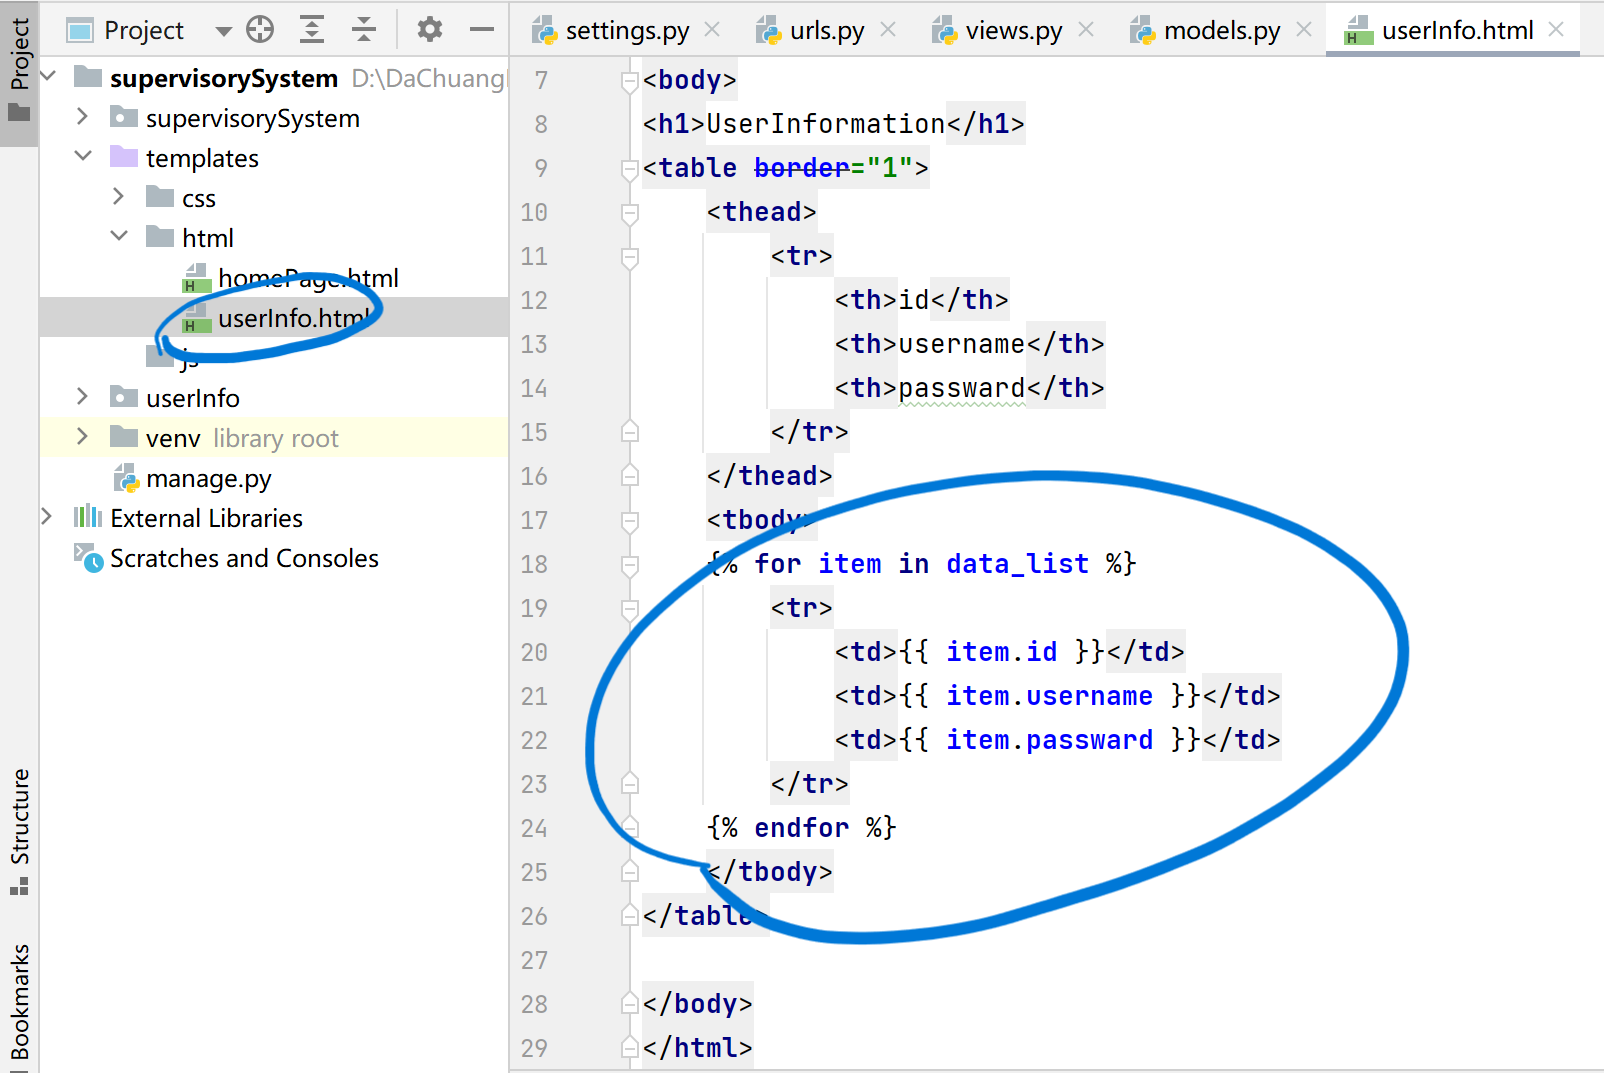 Project
Project
settings.py
urls.py
views.py
models.py
userInfo.html
supervisorySystem D:\DaChuang
supervisorySystem
templates
css
html
homePage.html
userInfo.html
js
userInfo
venv library root
manage.py
External Libraries
Scratches and Consoles
Structure
Bookmarks
7 <body>
8 <h1>UserInformation</h1>
9 <table border="1">
10 <thead>
11 <tr>
12 <th>id</th>
13 <th>username</th>
14 <th>passward</th>
15 </tr>
16 </thead>
17 <tbody>
18 {% for item in data_list %}
19 <tr>
20 <td>{{ item.id }}</td>
21 <td>{{ item.username }}</td>
22 <td>{{ item.passward }}</td>
23 </tr>
24 {% endfor %}
25 </tbody>
26 </table>
27
28 </body>
29 </html>